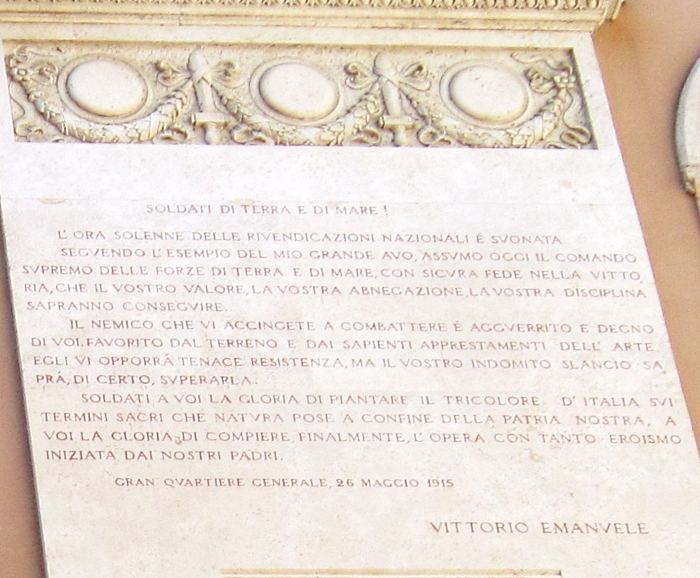 SOLDATI DI TERRA E DI MARE!
L'ORA SOLENNE DELLE RIVENDICAZIONI NAZIONALI É SVONATA
SEGVENDO L'ESEMPIO DEL MIO GRANDE AVO, ASSVMO OGGI IL COMANDO
SVPREMO DELLE FORZE DI TERRA E DI MARE, CON SICVRA FEDE NELLA VITTO
RIA, CHE IL VOSTRO VALORE, LA VOSTRA ABNEGAZIONE, LA VOSTRA DISCIPLINA
SAPRANNO CONSEGVIRE.
IL NEMICO CHE VI ACCINGETE A COMBATTERE É AGGVERRITO E DEGNO
DI VOI. FAVORITO DAL TERRENO E DAI SAPIENTI APPRESTAMENTI DELL'ARTE
EGLI VI OPPORRÁ TENACE RESISTENZA, MA IL VOSTRO INDOMITO SLANCIO SA
PRÁ, DI CERTO, SVPERARLA.
SOLDATI A VOI LA GLORIA DI PIANTARE IL TRICOLORE D'ITALIA SVI
TERMINI SACRI CHE NATVRA POSE A CONFINE DELLA PATRIA NOSTRA, A
VOI LA GLORIA DI COMPIERE, FINALMENTE, L'OPERA CON TANTO EROISMO
INIZIATA DAI NOSTRI PADRI.
GRAN QVARTIERE GENERALE, 26 MAGGIO 1915
VITTORIO EMANVELE